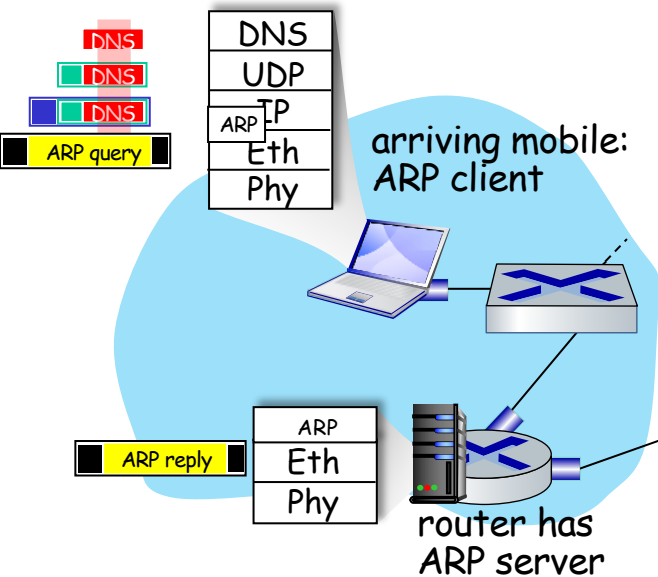 DNS
DNS
DNS
ARP query
DNS
UDP
IP
ARP
Eth
Phy
arriving mobile:
ARP client
ARP
Eth
Phy
ARP reply
router has
ARP server